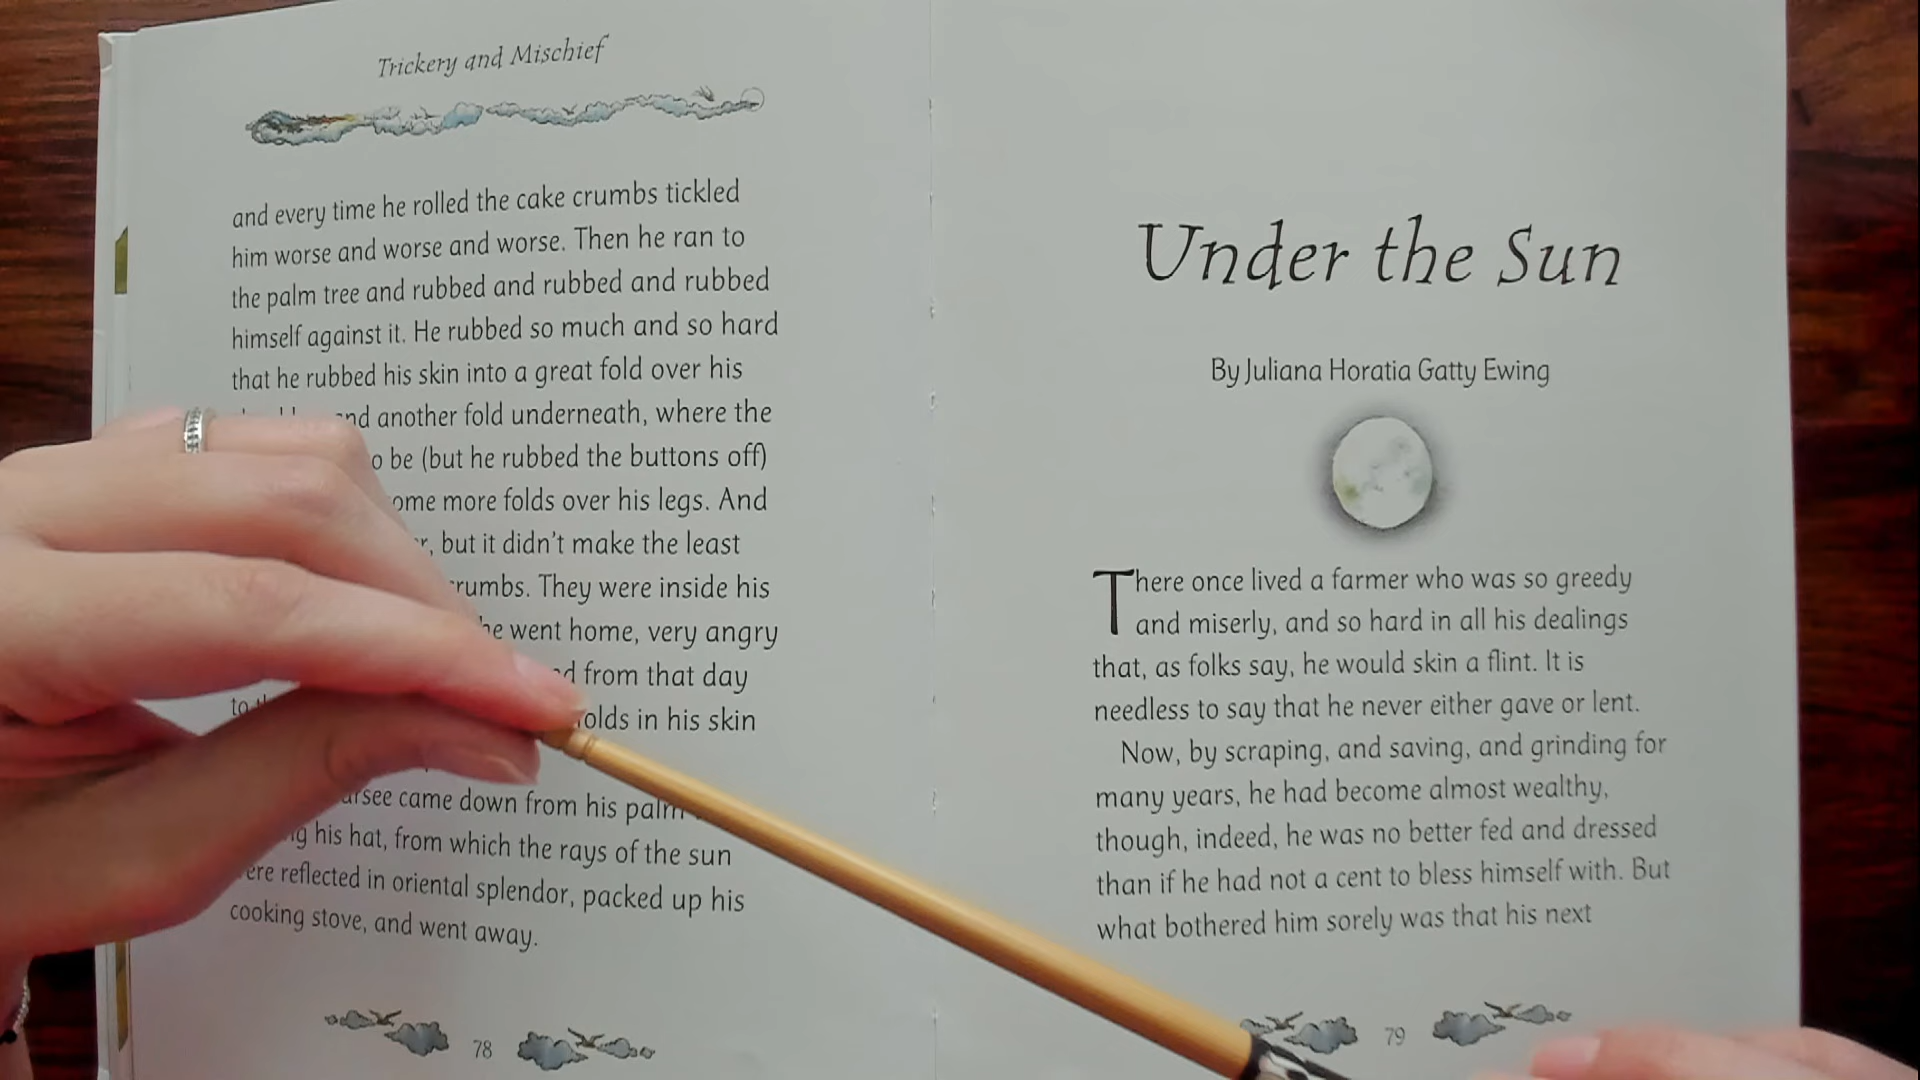 Trickery and Mischief
and every time he rolled the cake crumbs tickled
him worse and worse and worse. Then he ran to
the palm tree and rubbed and rubbed and rubbed
himself against it. He rubbed so much and so hard
that he rubbed his skin into a great fold over his
another fold underneath, where the
be (but he rubbed the buttons off)
more folds over his legs. And
but it didn't make the least
They were inside his
he went home, very angry
from that day
to
in his skin
came down from his palm
his hat, from which the rays of the sun
reflected in oriental splendor, packed up his
cooking stove, and went away.
78
Under the Sun
By Juliana Horatia Gatty Ewing
There once lived a farmer who was so greedy
and miserly, and so hard in all his dealings
that, as folks say, he would skin a flint. It is
needless to say that he never either gave or lent.
Now, by scraping, and saving, and grinding for
many years, he had become almost wealthy,
though, indeed, he was no better fed and dressed
than if he had not a cent to bless himself with. But
what bothered him sorely was that his next
79